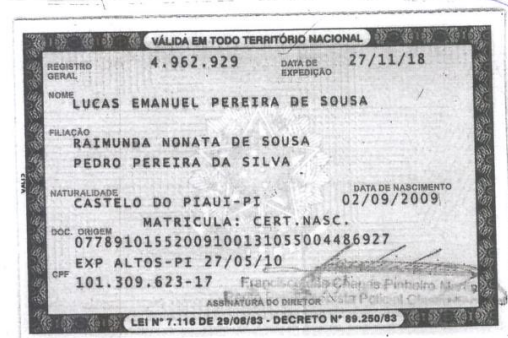 VÁLIDA EM TODO TERRITÓRIO NACIONAL
REGISTRO GERAL 4.962.929 DATA DE EXPEDIÇÃO 27/11/18
NOME LUCAS EMANUEL PEREIRA DE SOUSA
FILIAÇÃO
RAIMUNDA NONATA DE SOUSA
PEDRO PEREIRA DA SILVA
NATURALIDADE DATA DE NASCIMENTO
CASTELO DO PIAUI-PI 02/09/2009
MATRICULA: CERT.NASC.
DOC. ORIGEM
07789101552009100131055004486927
EXP ALTOS-PI 27/05/10
CPF 101.309.623-17
ASSINATURA DO DIRETOR
LEI N° 7.116 DE 29/08/83 - DECRETO N° 89.250/83